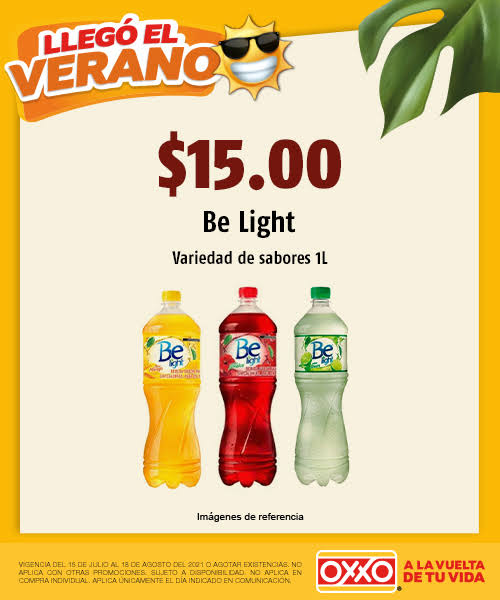 LLEGÓ EL
VERANO
$15.00
Be Light
Variedad de sabores 1L
Be
light
Be
light
Be
light
Imágenes de referencia
VIGENCIA DEL 15 DE JULIO AL 18 DE AGOSTO DEL 2021 O AGOTAR EXISTENCIAS. NO
APLICA CON OTRAS PROMOCIONES. SUJETO A DISPONIBILIDAD. NO APLICA EN
COMPRA INDIVIDUAL. APLICA ÚNICAMENTE EL DÍA INDICADO EN COMUNICACIÓN.
OXXO
A LA VUELTA
DE TU VIDA